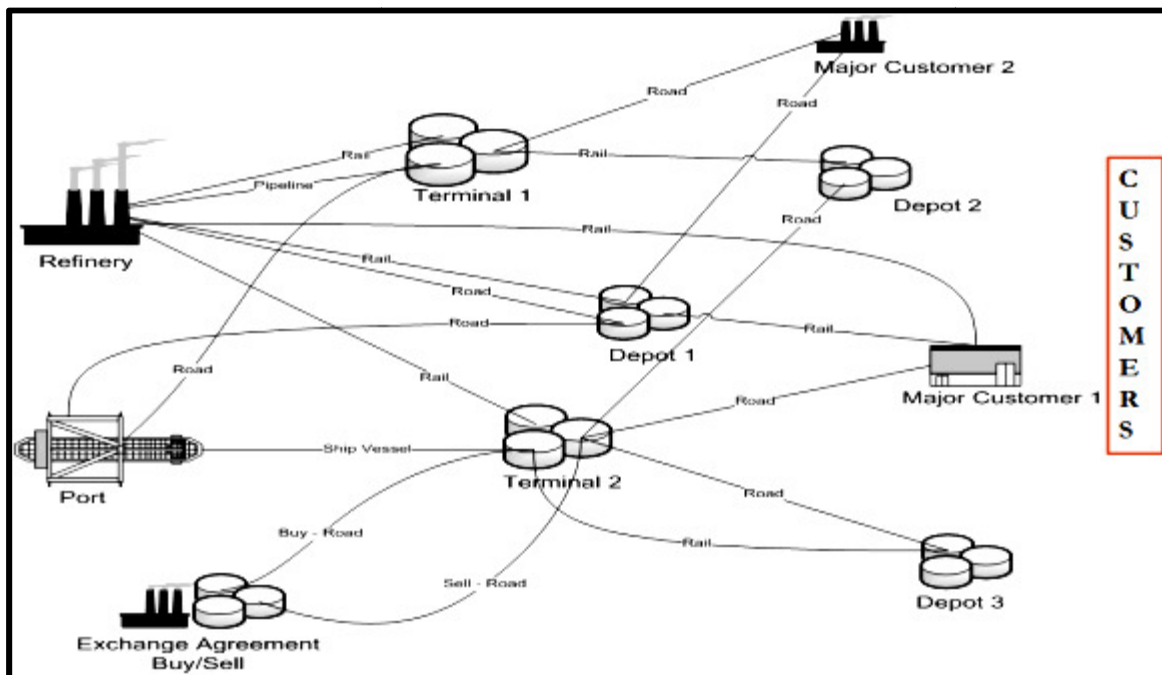 Major Customer 2
Road
Road
Rail
Rail
Pipeline
Terminal 1
Depot 2
Road
Refinery
Rail
Rail
Road
Road
Depot 1
Rail
Road
Rail
Road
Major Customer 1
Ship Vessel
Terminal 2
Port
Road
Buy - Road
Rail
Sell - Road
Depot 3
Exchange Agreement
Buy/Sell
CUSTOMERS